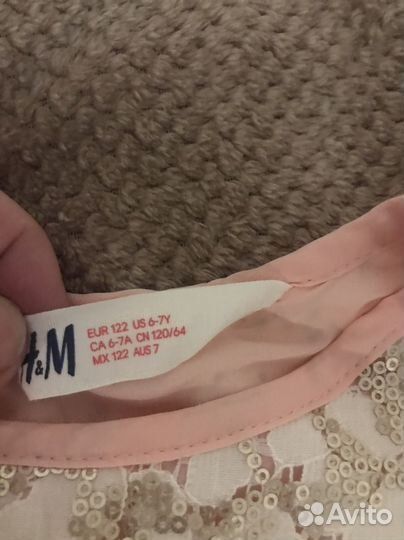 H&M
EUR 122 US 6-7Y
CA 6-7A CN 120/64
MX 122 AUS 7
Avito